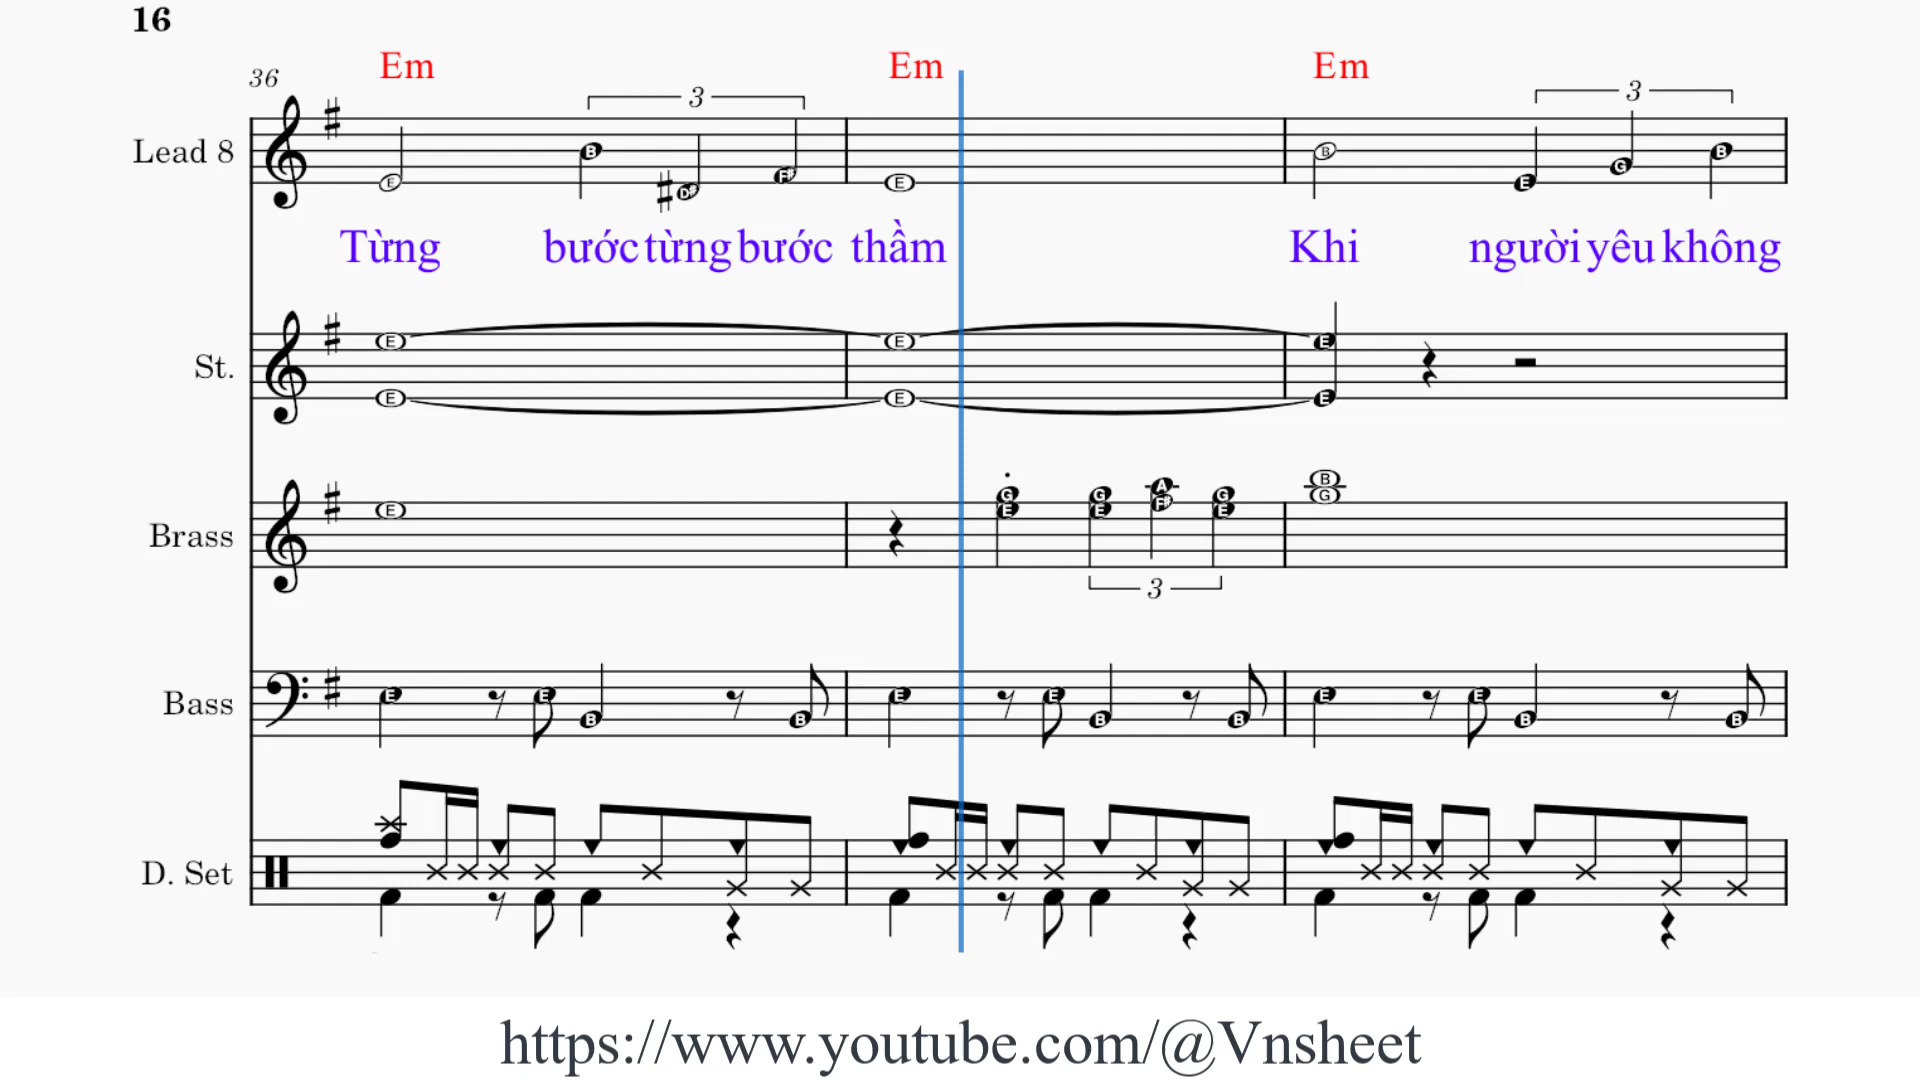 16
36 Em Em Em
3 3
Lead 8
E B D# F# E B E G B
Từng bước từng bước thầm Khi người yêu không
E E E
St.
E E E
G G A G B
E E E F# E G
Brass
3
E E E E E E
Bass
B B B B B B
D. Set
https://www.youtube.com/@Vnsheet